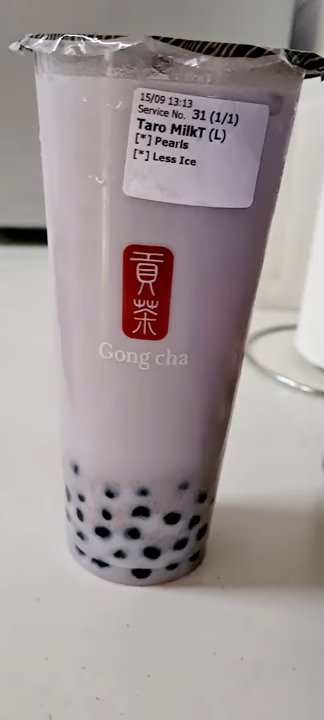 15/09 13:13
Service No. 31 (1/1)
Taro MilkT (L)
[*] Pearls
[*] Less Ice
貢
茶
Gong cha